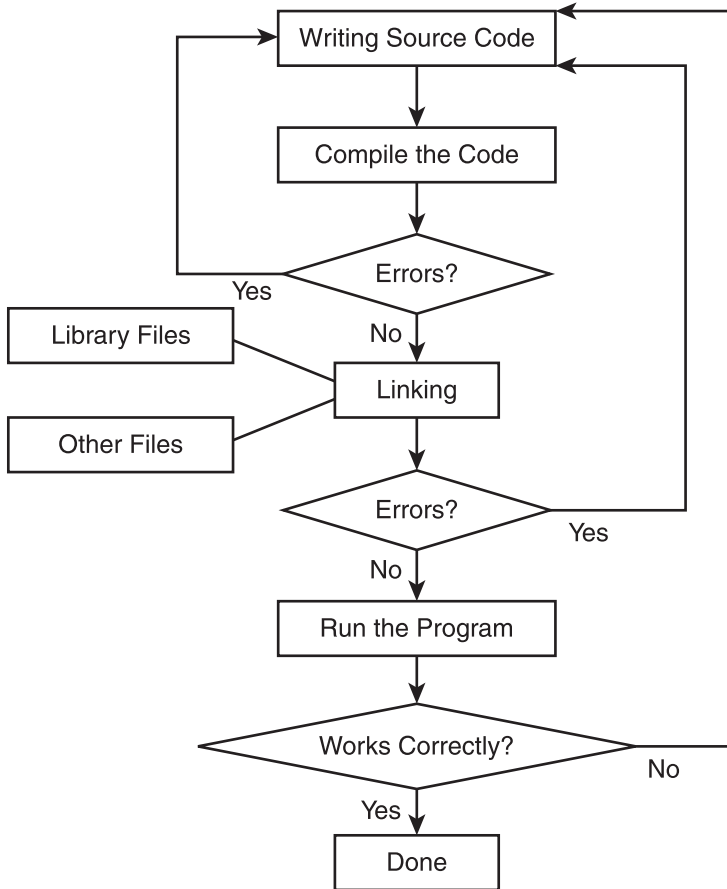 Writing Source Code
Compile the Code
Errors?
Yes
No
Library Files
Linking
Other Files
Errors?
Yes
No
Run the Program
Works Correctly?
No
Yes
Done